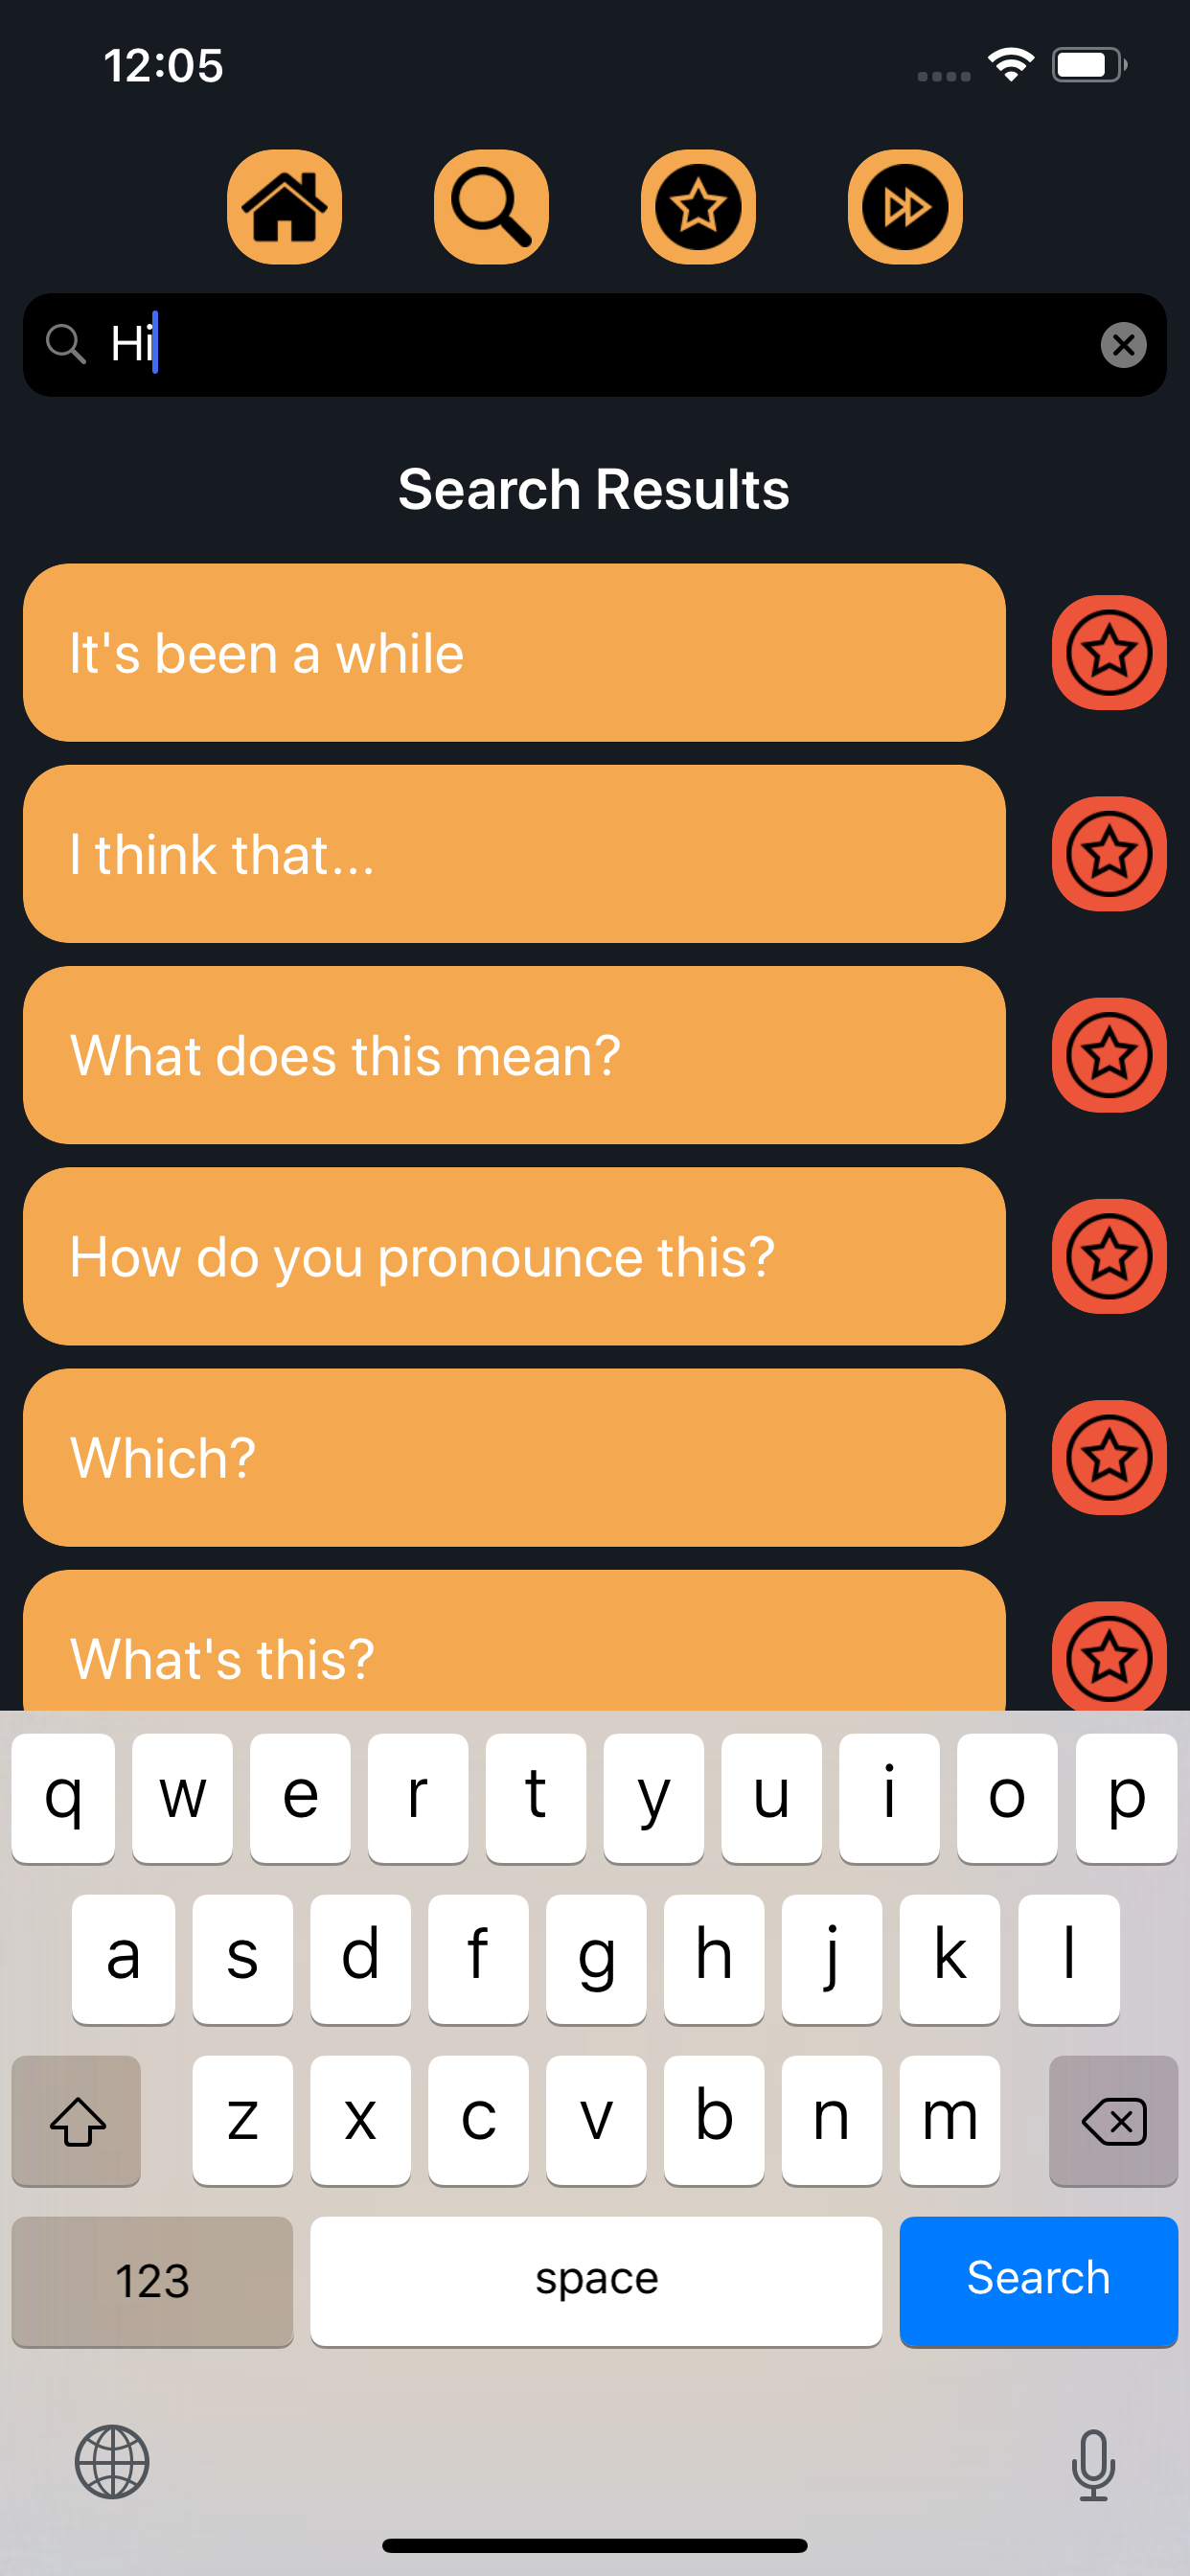 12:05
Hi
Search Results
It's been a while
I think that...
What does this mean?
How do you pronounce this?
Which?
What's this?
q w e r t y u i o p
a s d f g h j k l
z x c v b n m
123 space Search